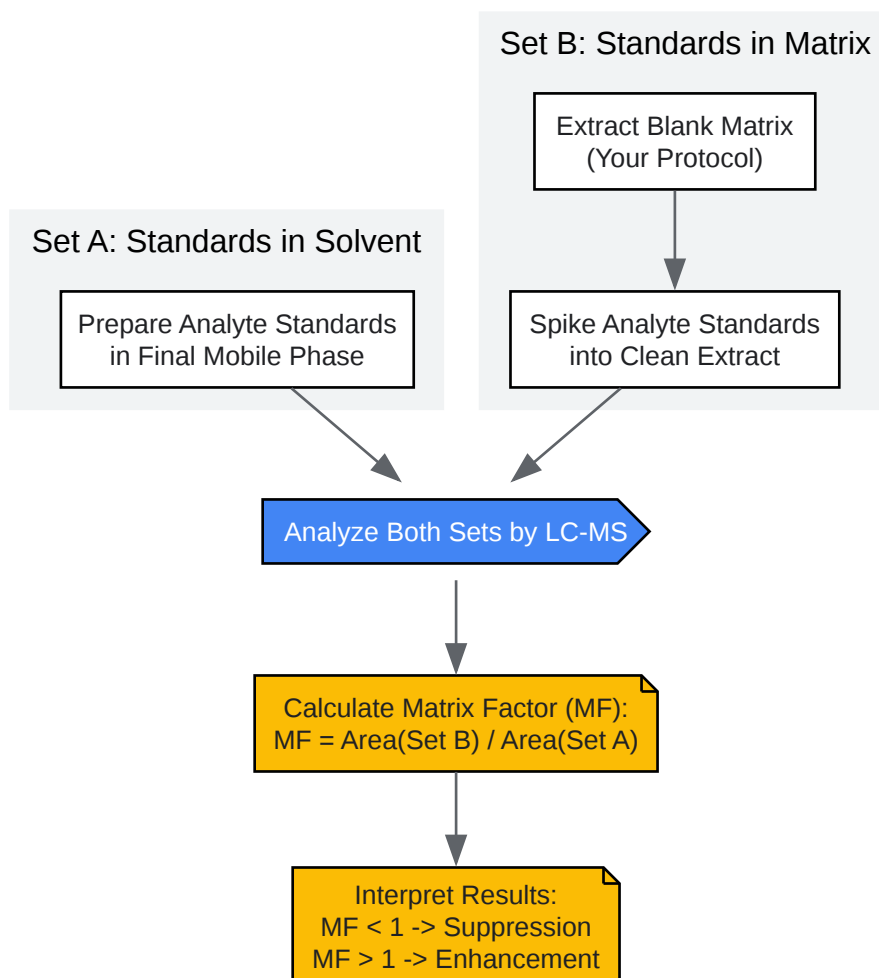 Set B: Standards in Matrix
Extract Blank Matrix
(Your Protocol)
Set A: Standards in Solvent
Prepare Analyte Standards
in Final Mobile Phase
Spike Analyte Standards
into Clean Extract
Analyze Both Sets by LC-MS
Calculate Matrix Factor (MF):
MF = Area(Set B) / Area(Set A)
Interpret Results:
MF < 1 -> Suppression
MF > 1 -> Enhancement